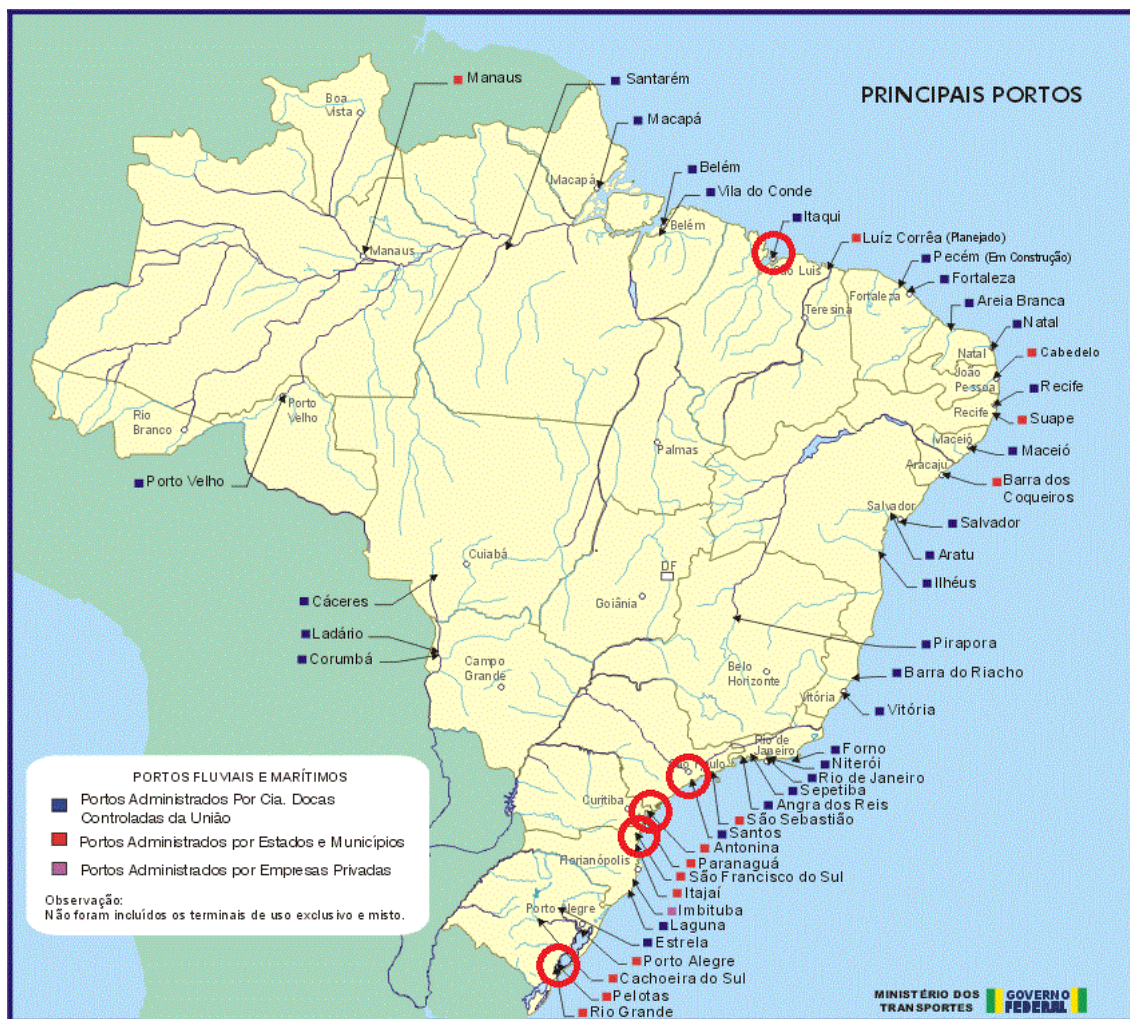 PRINCIPAIS PORTOS
Manaus
Santarém
Macapá
Belém
Vila do Conde
Itaqui
Luíz Corrêa (Planejado)
Pecém (Em Construção)
Fortaleza
Areia Branca
Natal
Cabedelo
Recife
Suape
Maceió
Barra dos
Coqueiros
Salvador
Aratu
Ilhéus
Pirapora
Barra do Riacho
Vitória
Forno
Niterói
Rio de Janeiro
Sepetiba
Angra dos Reis
São Sebastião
Santos
Antonina
Paranaguá
São Francisco do Sul
Itajaí
Imbituba
Laguna
Estrela
Porto Alegre
Cachoeira do Sul
Pelotas
Rio Grande
Porto Velho
Cáceres
Ladário
Corumbá
Boa
Vista
Macapá
Belém
Manaus
São Luis
Teresina
Fortaleza
Natal
João
Pessoa
Recife
Maceió
Aracaju
Salvador
Palmas
Porto
Velho
Rio
Branco
Cuiabá
DF
Goiânia
Campo
Grande
Belo
Horizonte
Vitória
Rio de
Janeiro
São Paulo
Curitiba
Florianópolis
Porto Alegre
PORTOS FLUVIAIS E MARÍTIMOS
Portos Administrados Por Cia. Docas
Controladas da União
Portos Administrados por Estados e Municípios
Portos Administrados por Empresas Privadas
Observação:
Não foram incluídos os terminais de uso exclusivo e misto.
MINISTÉRIO DOS
TRANSPORTES
GOVERNO
FEDERAL